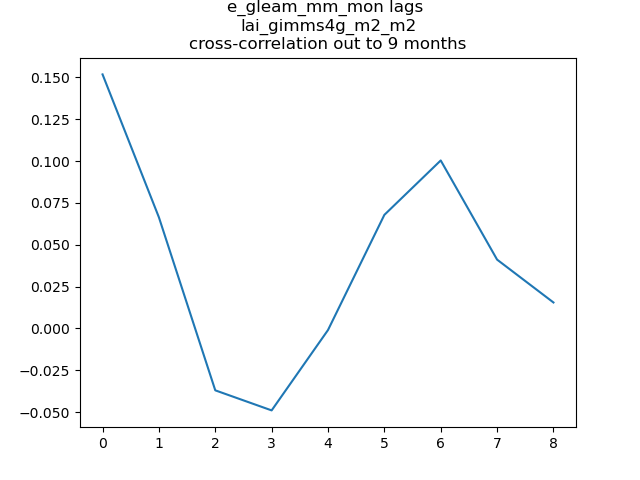 e_gleam_mm_mon lags
lai_gimms4g_m2_m2
cross-correlation out to 9 months
0.150
0.125
0.100
0.075
0.050
0.025
0.000
−0.025
−0.050
0 1 2 3 4 5 6 7 8